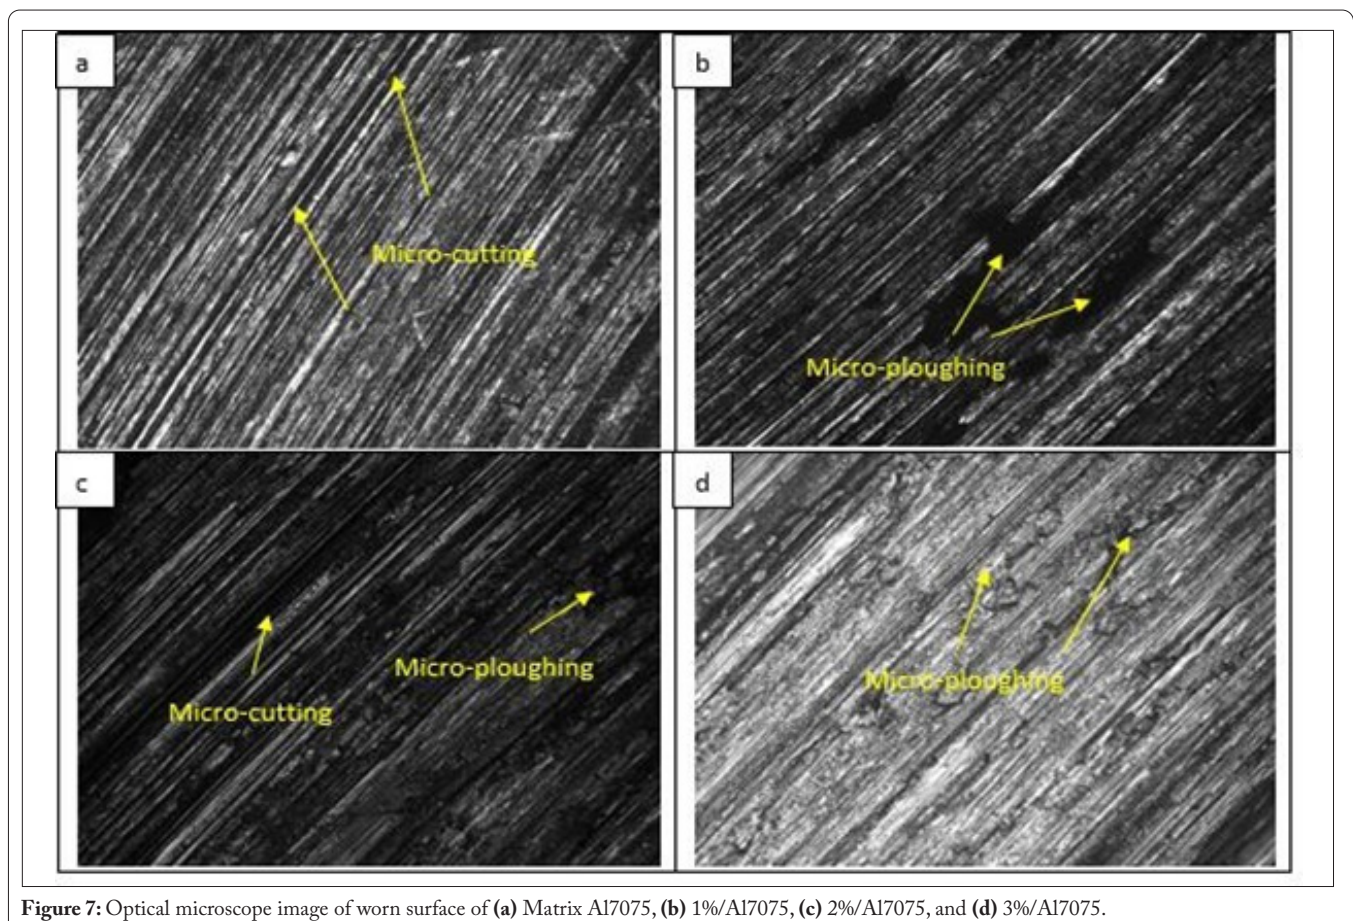 a
Micro-cutting
b
Micro-ploughing
c
Micro-cutting
Micro-ploughing
d
Micro-ploughing
Figure 7: Optical microscope image of worn surface of (a) Matrix Al7075, (b) 1%/Al7075, (c) 2%/Al7075, and (d) 3%/Al7075.